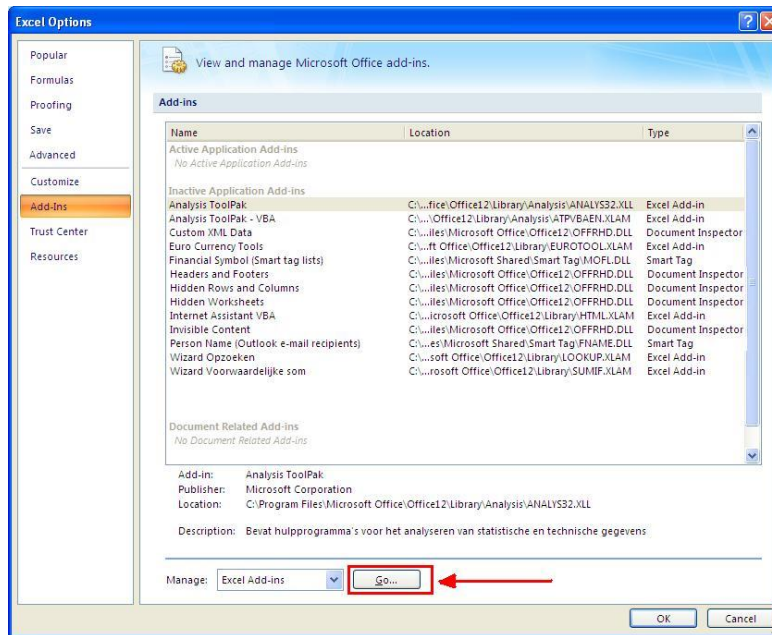 Excel Options
Popular
Formulas
Proofing
Save
Advanced
Customize
Add-Ins
Trust Center
Resources
View and manage Microsoft Office add-ins.
Add-ins
Name Location Type
Active Application Add-ins
No Active Application Add-ins
Inactive Application Add-ins
Analysis ToolPak C:\...fice\Office12\Library\Analysis\ANALYS32.XLL Excel Add-in
Analysis ToolPak - VBA C:\...\Office12\Library\Analysis\ATPVBAEN.XLAM Excel Add-in
Custom XML Data C:\...iles\Microsoft Office\Office12\OFFRHD.DLL Document Inspector
Euro Currency Tools C:\...ft Office\Office12\Library\EUROTOOL.XLAM Excel Add-in
Financial Symbol (Smart tag lists) C:\...iles\Microsoft Shared\Smart Tag\MOFL.DLL Smart Tag
Headers and Footers C:\...iles\Microsoft Office\Office12\OFFRHD.DLL Document Inspector
Hidden Rows and Columns C:\...iles\Microsoft Office\Office12\OFFRHD.DLL Document Inspector
Hidden Worksheets C:\...iles\Microsoft Office\Office12\OFFRHD.DLL Document Inspector
Internet Assistant VBA C:\...icrosoft Office\Office12\Library\HTML.XLAM Excel Add-in
Invisible Content C:\...iles\Microsoft Office\Office12\OFFRHD.DLL Document Inspector
Person Name (Outlook e-mail recipients) C:\...es\Microsoft Shared\Smart Tag\FNAME.DLL Smart Tag
Wizard Opzoeken C:\...soft Office\Office12\Library\LOOKUP.XLAM Excel Add-in
Wizard Voorwaardelijke som C:\...rosoft Office\Office12\Library\SUMIF.XLAM Excel Add-in
Document Related Add-ins
No Document Related Add-ins
Add-in: Analysis ToolPak
Publisher: Microsoft Corporation
Location: C:\Program Files\Microsoft Office\Office12\Library\Analysis\ANALYS32.XLL
Description: Bevat hulpprogramma's voor het analyseren van statistische en technische gegevens
Manage: Excel Add-ins Go...
OK Cancel